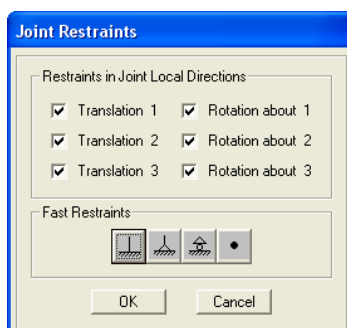 Joint Restraints
Restraints in Joint Local Directions
Translation 1 Rotation about 1
Translation 2 Rotation about 2
Translation 3 Rotation about 3
Fast Restraints
OK Cancel